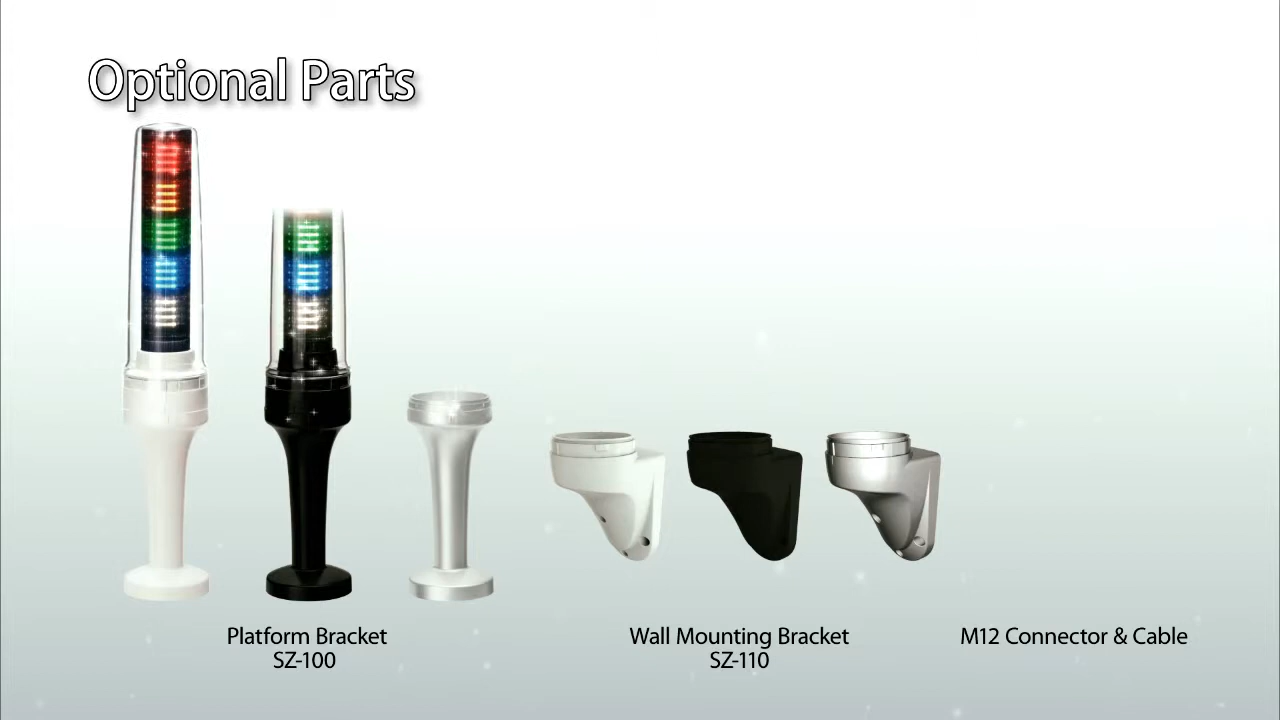 Optional Parts
Platform Bracket
SZ-100
Wall Mounting Bracket
SZ-110
M12 Connector & Cable